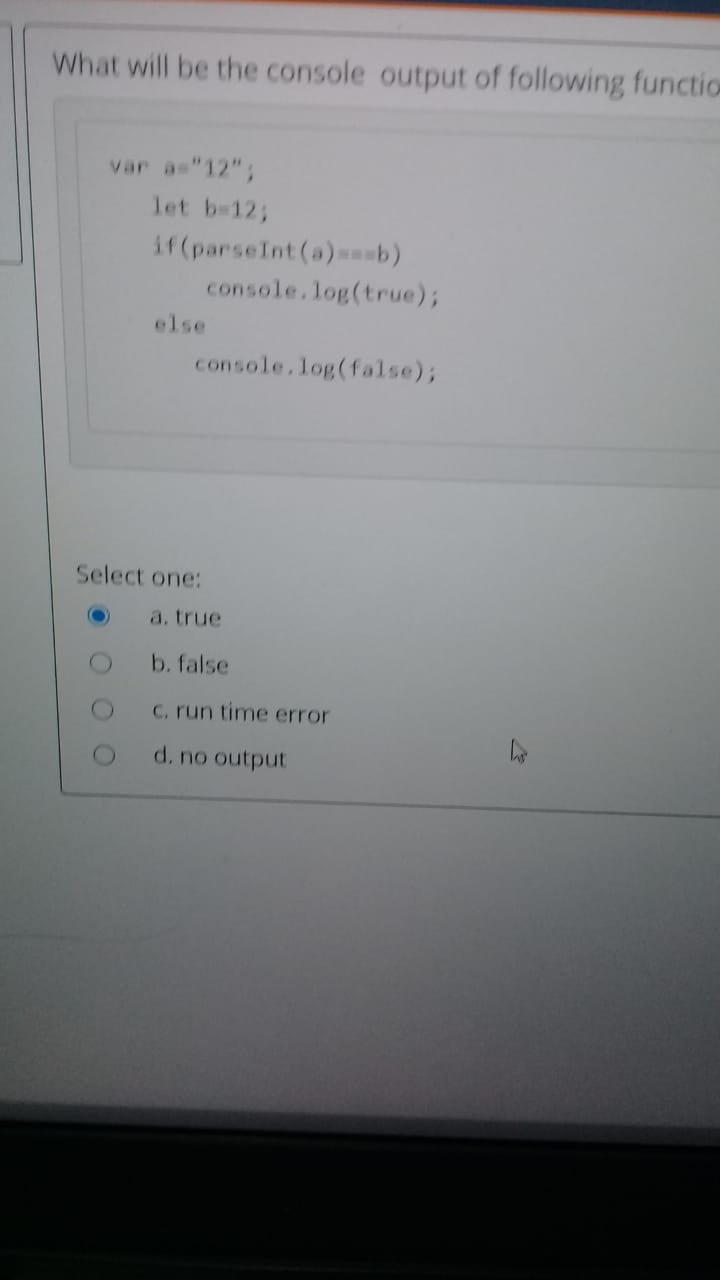 What will be the console output of following functio
var a="12";
let b=12;
if(parseInt(a)===b)
console.log(true);
else
console.log(false);
Select one:
a. true
b. false
c. run time error
d. no output